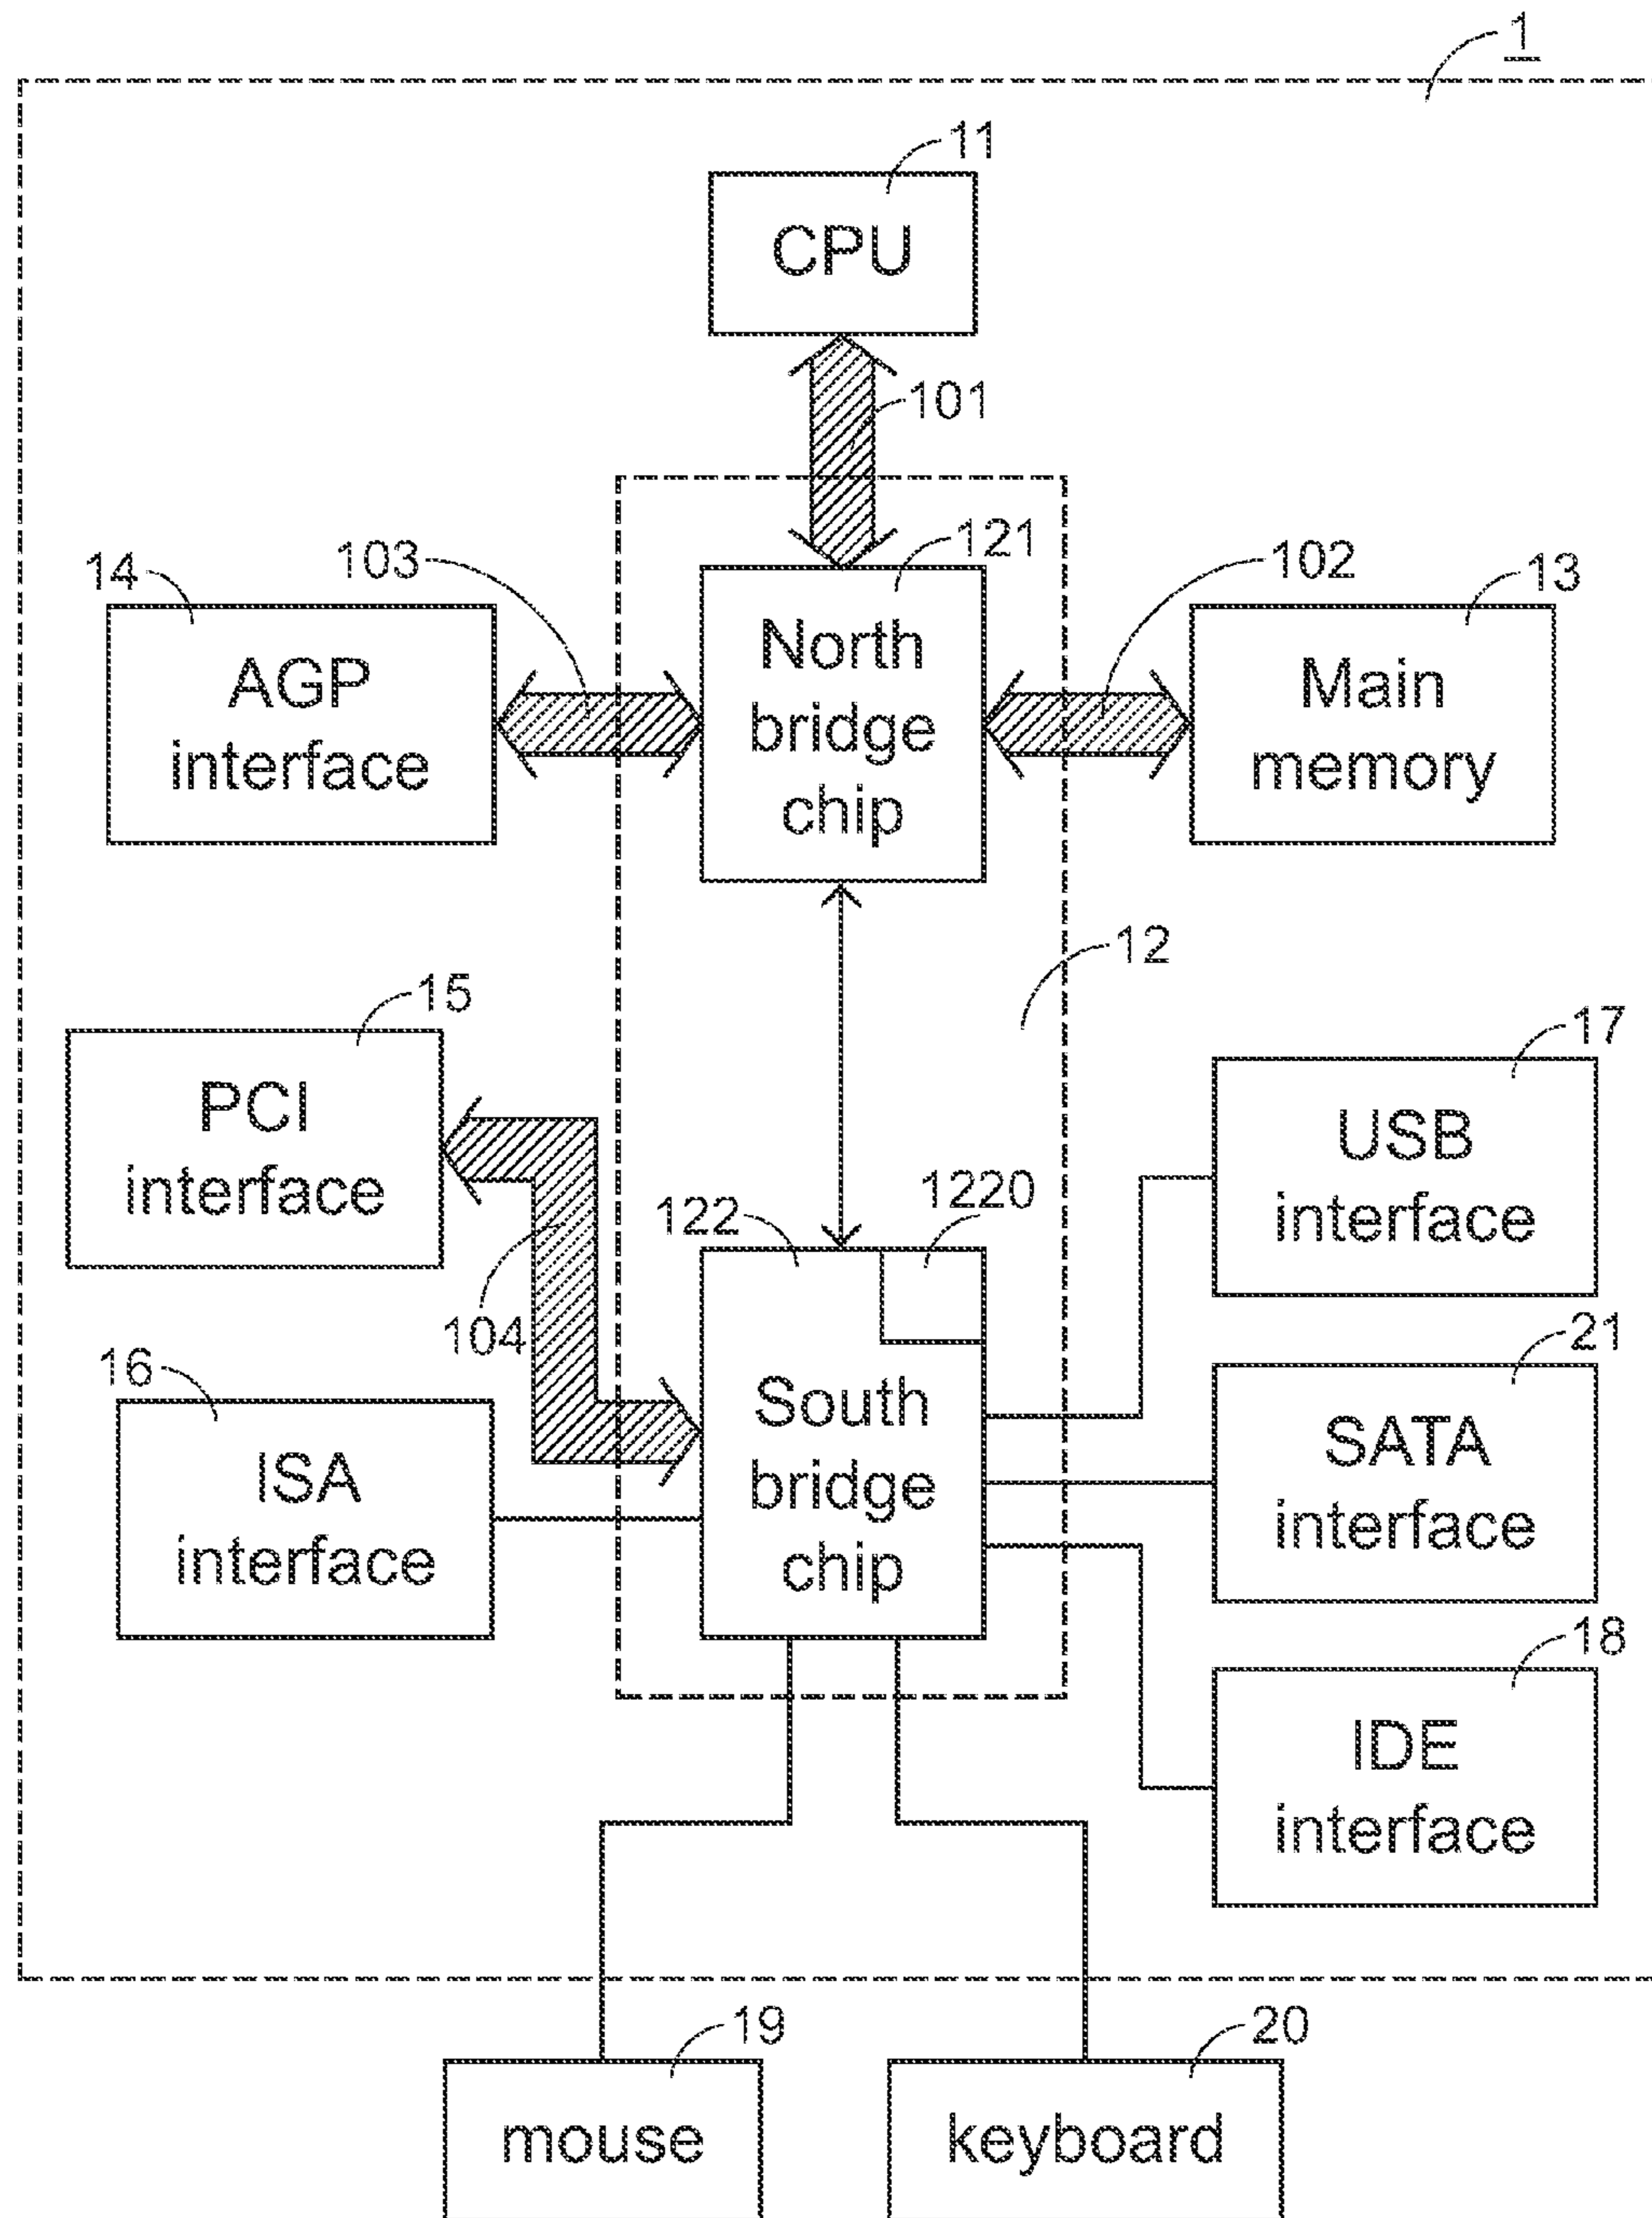 1
11
CPU
101
121
103
102
14
13
AGP
interface
North
bridge
chip
Main
memory
12
15
17
PCI
interface
USB
interface
122
1220
104
21
16
South
bridge
chip
SATA
interface
ISA
interface
18
IDE
interface
19
20
mouse
keyboard